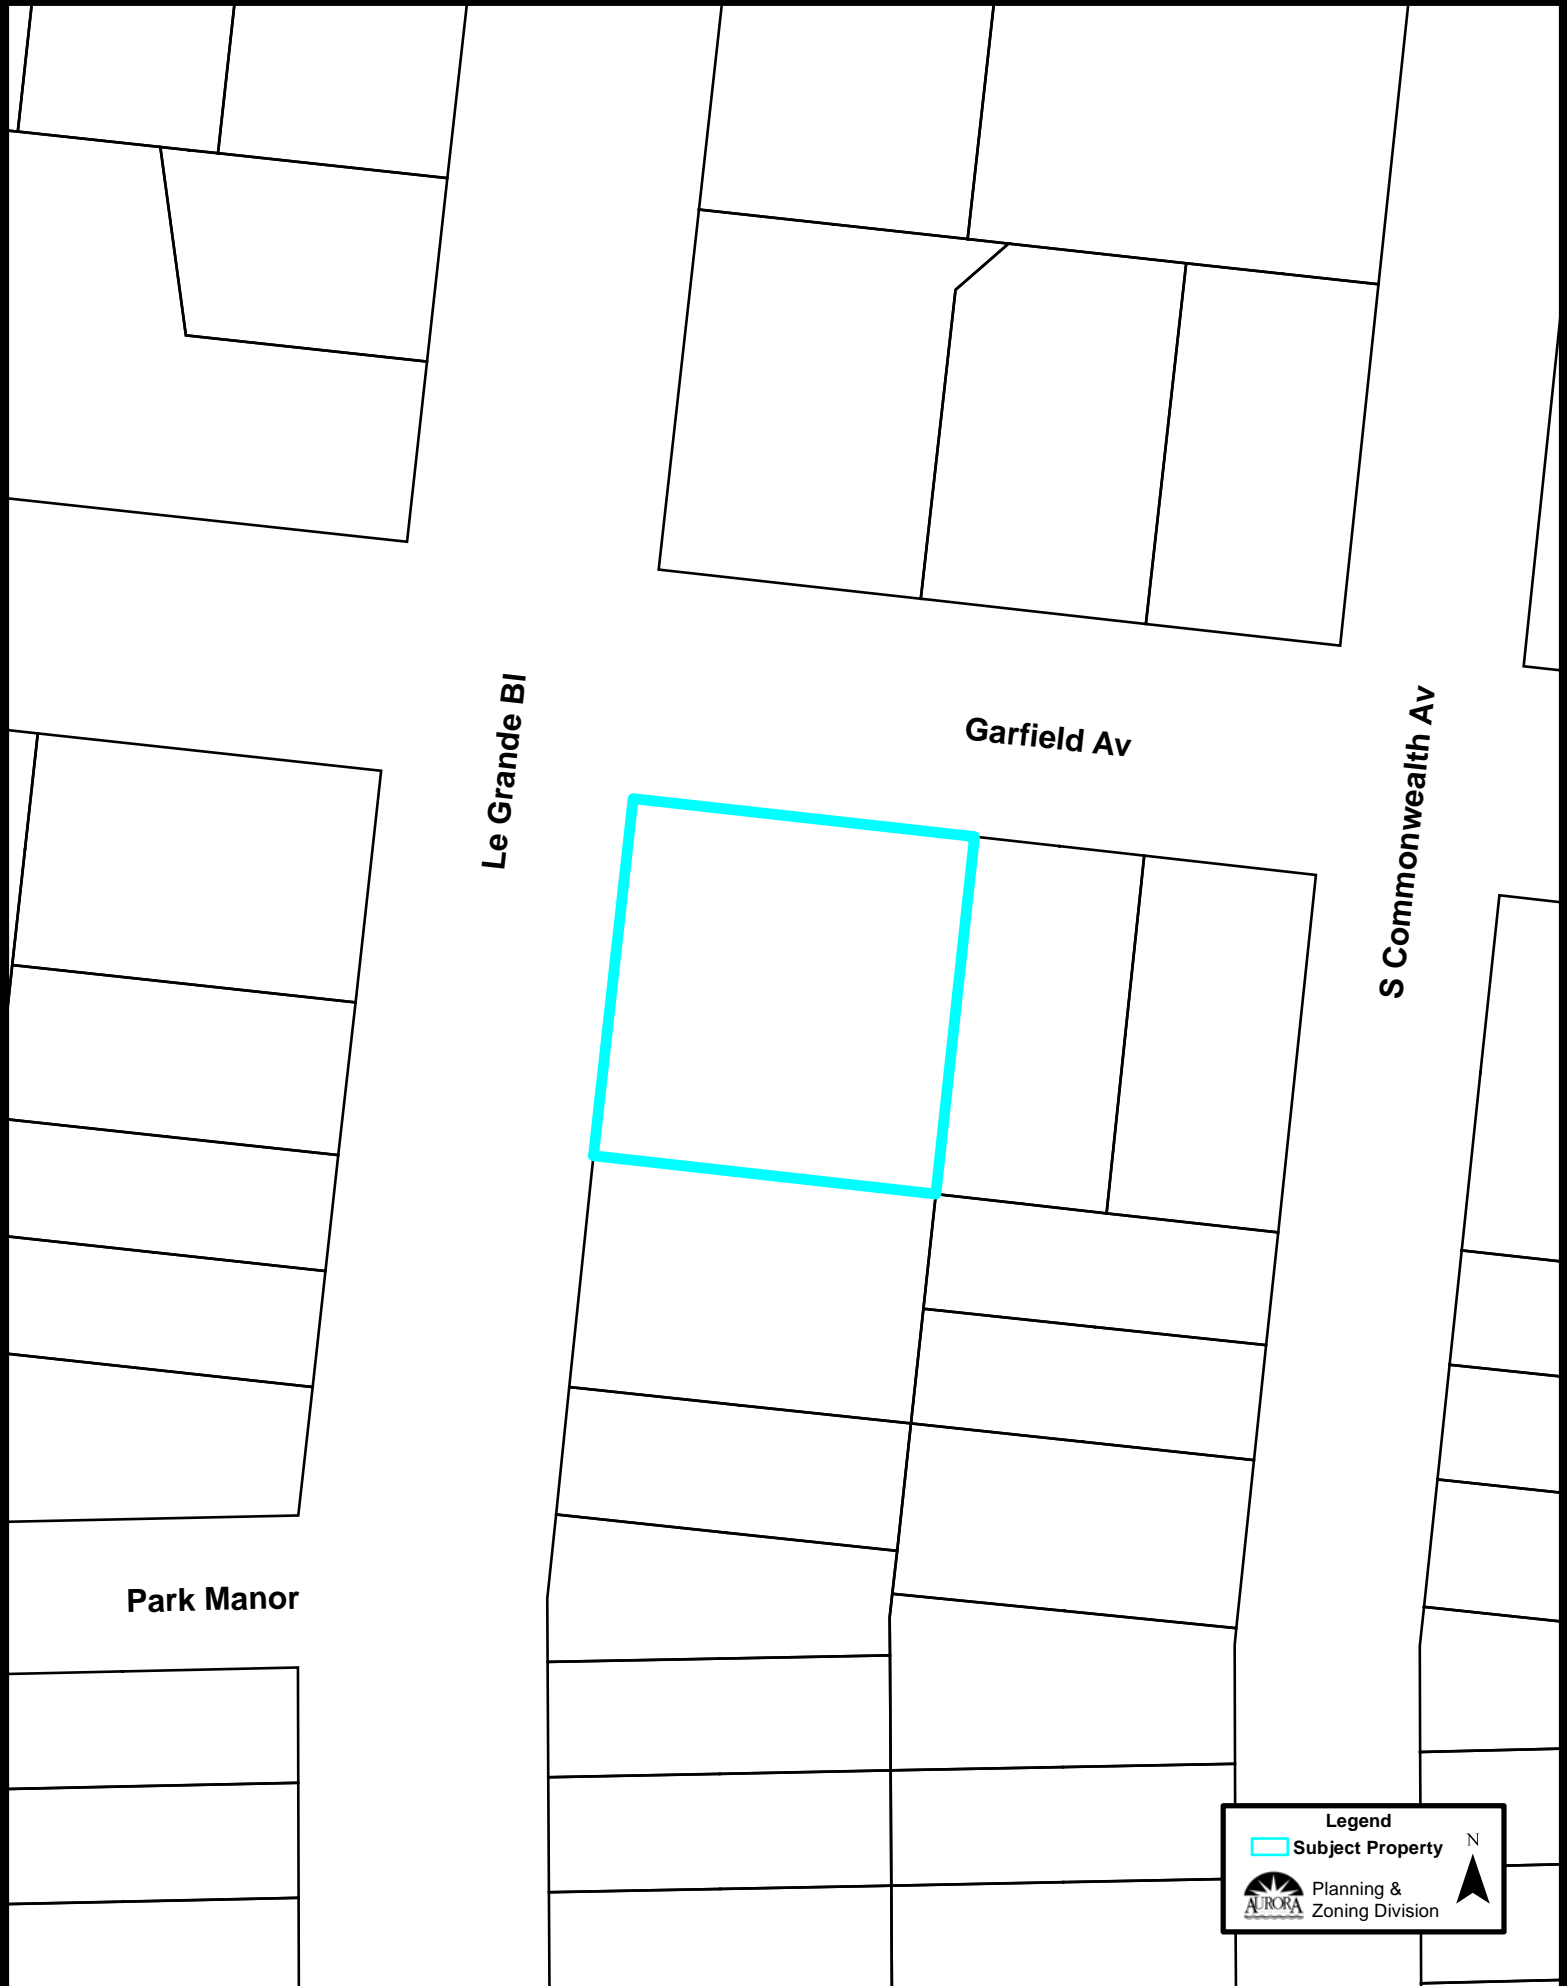 Le Grande Bl
Garfield Av
S Commonwealth Av
Park Manor
Legend
Subject Property
N
AURORA
Planning &
Zoning Division